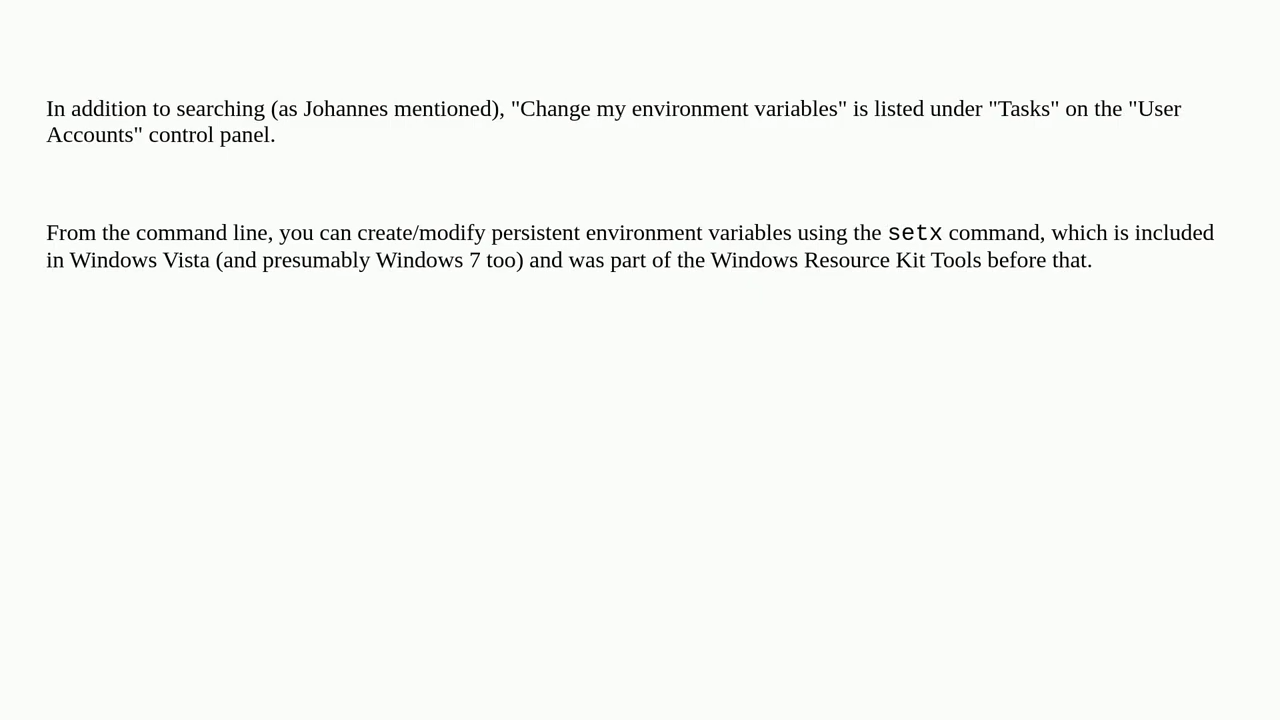 In addition to searching (as Johannes mentioned), "Change my environment variables" is listed under "Tasks" on the "User
Accounts" control panel.
From the command line, you can create/modify persistent environment variables using the setx command, which is included
in Windows Vista (and presumably Windows 7 too) and was part of the Windows Resource Kit Tools before that.